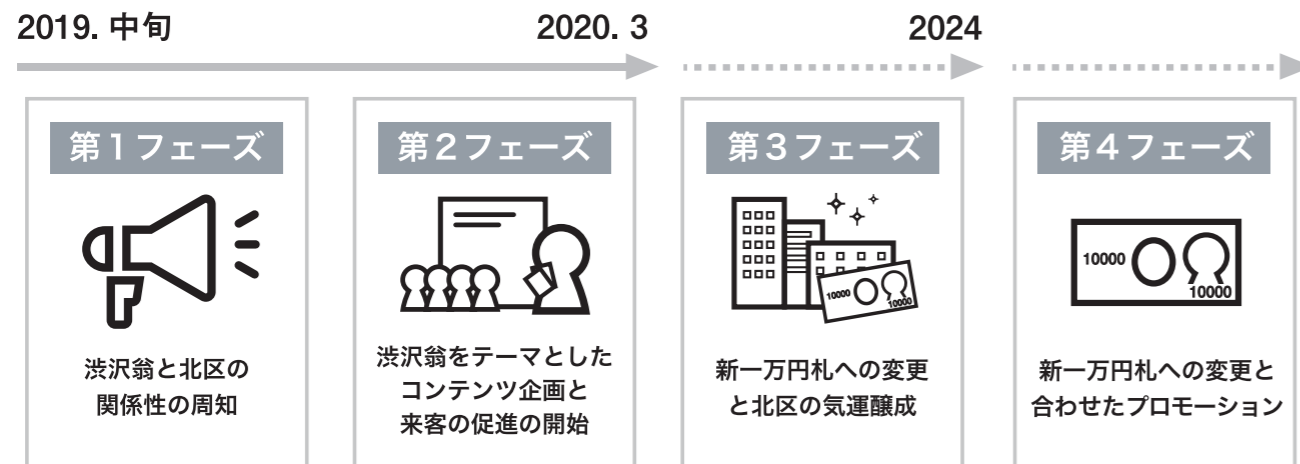 2019. 中旬
2020. 3
2024
第1フェーズ
渋沢翁と北区の
関係性の周知
第2フェーズ
渋沢翁をテーマとした
コンテンツ企画と
来客の促進の開始
第3フェーズ
10000
10000
新一万円札への変更
と北区の気運醸成
第4フェーズ
10000
10000
新一万円札への変更と
合わせたプロモーション